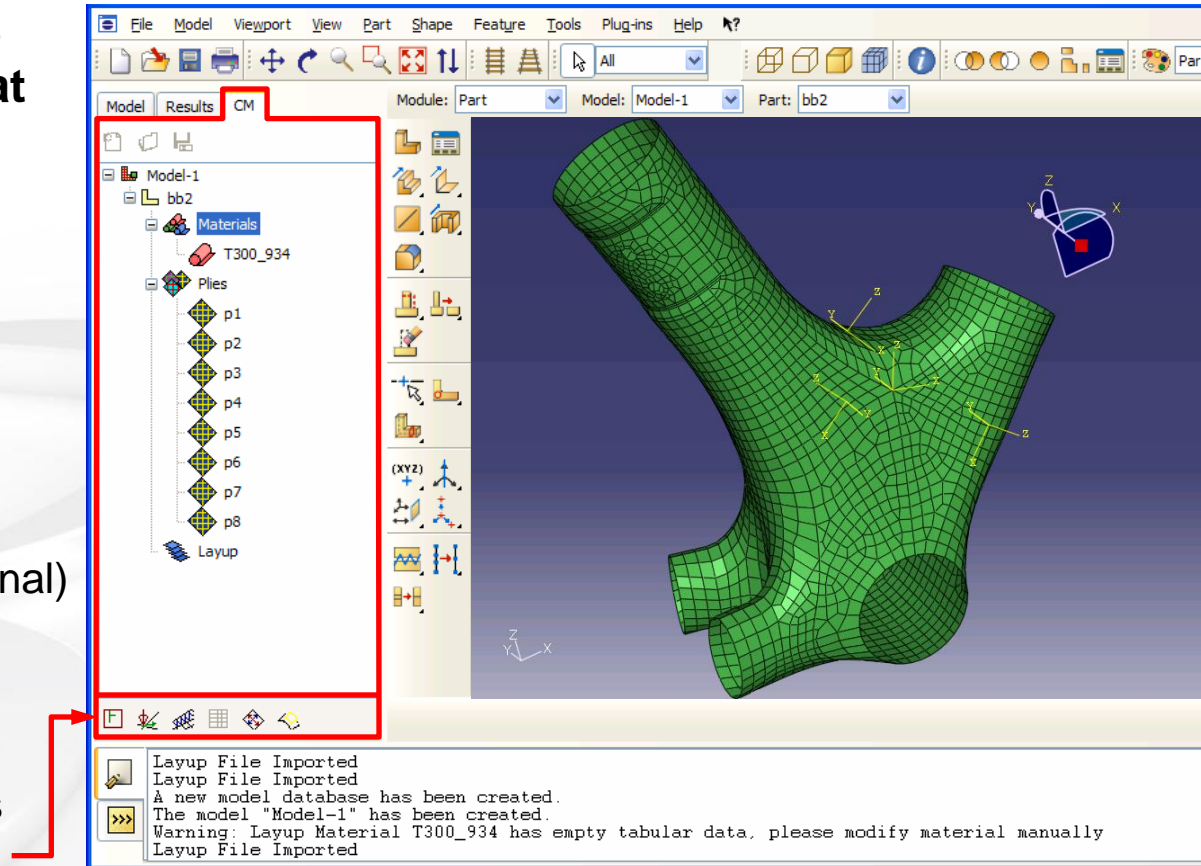 File Model Viewport View Part Shape Feature Tools Plug-ins Help
at
All
Par
Model Results CM
Module: Part Model: Model-1 Part: bb2
Model-1
bb2
Materials
T300_934
Plies
p1
p2
p3
p4
p5
p6
p7
p8
Layup
nal)
(XYZ)
Z
Y
X
z
Y
X
z
Y
x
z
Y
X
Y
z
X
Z
Y
X
s
Layup File Imported
Layup File Imported
A new model database has been created.
The model "Model-1" has been created.
Warning: Layup Material T300_934 has empty tabular data, please modify material manually
Layup File Imported
>>>